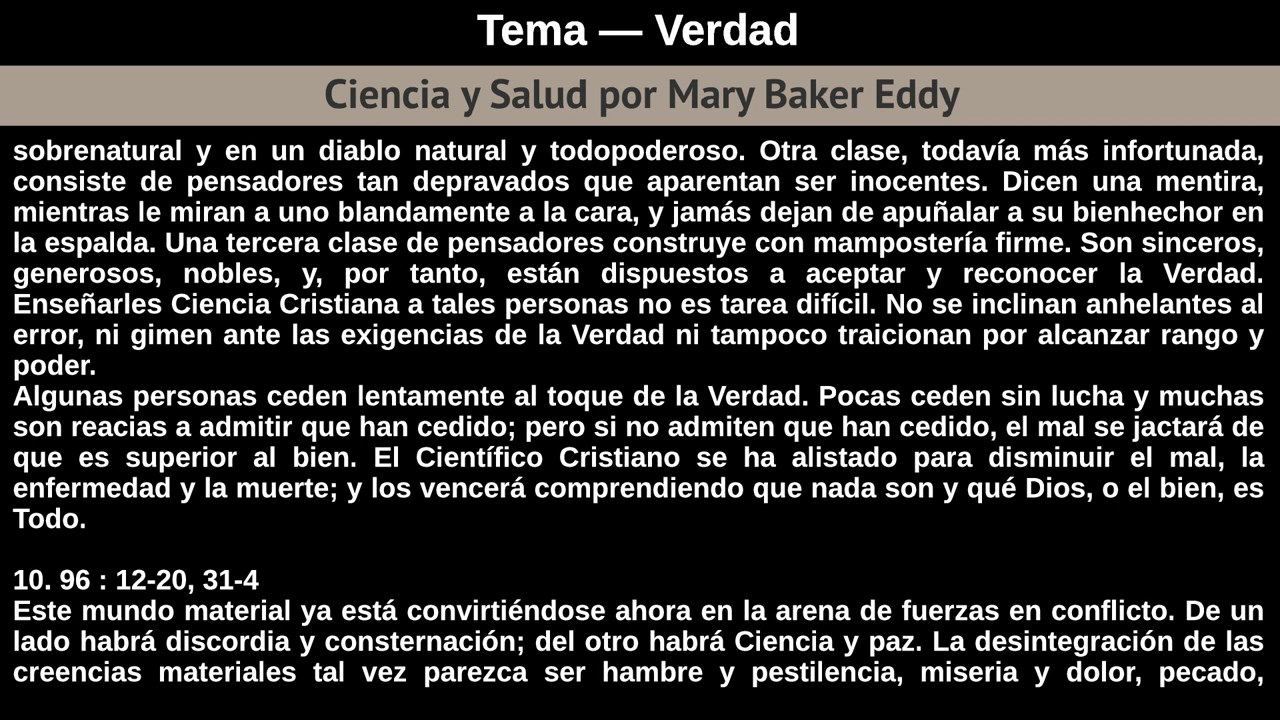 Tema — Verdad
Ciencia y Salud por Mary Baker Eddy
sobrenatural y en un diablo natural y todopoderoso. Otra clase, todavía más infortunada,
consiste de pensadores tan depravados que aparentan ser inocentes. Dicen una mentira,
mientras le miran a uno blandamente a la cara, y jamás dejan de apuñalar a su bienhechor en
la espalda. Una tercera clase de pensadores construye con mampostería firme. Son sinceros,
generosos, nobles, y, por tanto, están dispuestos a aceptar y reconocer la Verdad.
Enseñarles Ciencia Cristiana a tales personas no es tarea difícil. No se inclinan anhelantes al
error, ni gimen ante las exigencias de la Verdad ni tampoco traicionan por alcanzar rango y
poder.
Algunas personas ceden lentamente al toque de la Verdad. Pocas ceden sin lucha y muchas
son reacias a admitir que han cedido; pero si no admiten que han cedido, el mal se jactará de
que es superior al bien. El Científico Cristiano se ha alistado para disminuir el mal, la
enfermedad y la muerte; y los vencerá comprendiendo que nada son y qué Dios, o el bien, es
Todo.
10. 96 : 12-20, 31-4
Este mundo material ya está convirtiéndose ahora en la arena de fuerzas en conflicto. De un
lado habrá discordia y consternación; del otro habrá Ciencia y paz. La desintegración de las
creencias materiales tal vez parezca ser hambre y pestilencia, miseria y dolor, pecado,